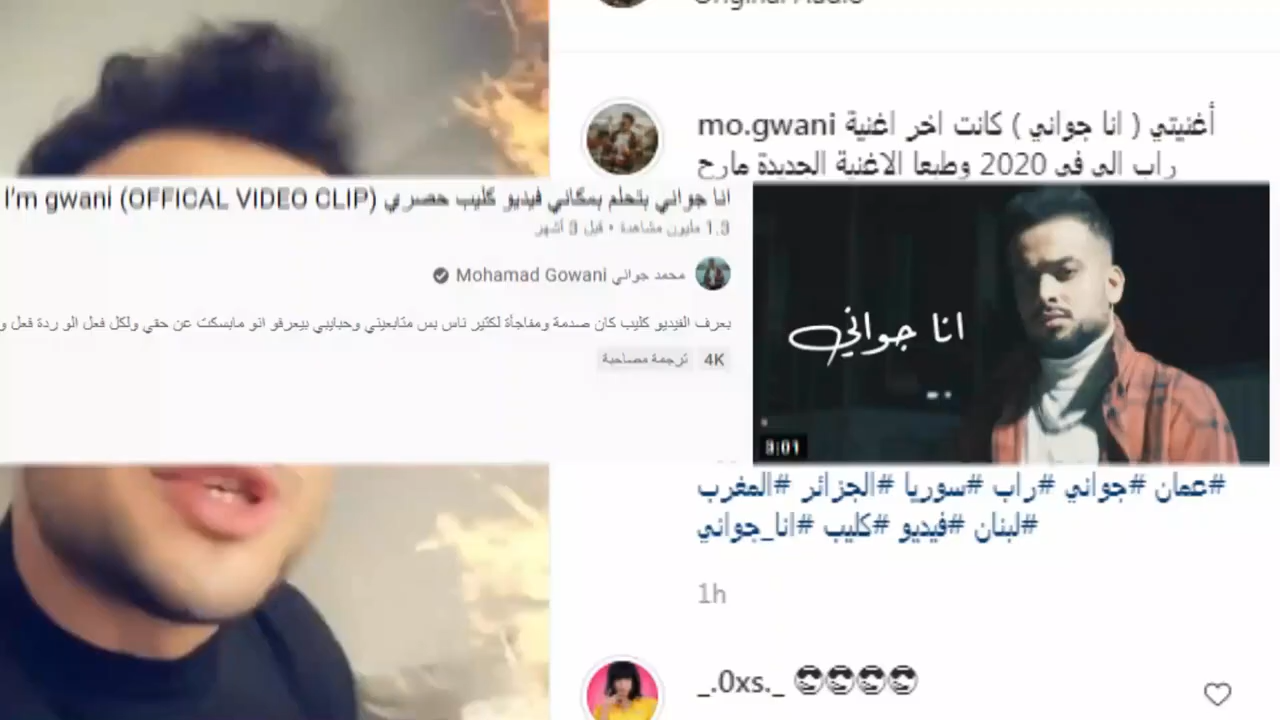 Original Audio
mo.gwani أغنيتي ( انا جواني ) كانت اخر اغنية
راب الي في 2020 وطبعا الاغنية الجديدة مارح
انا جواني بتحلم بمكاني فيديو كليب حصري I'm gwani (OFFICAL VIDEO CLIP)
1.3 مليون مشاهدة • قبل 3 أشهر
محمد جواني Mohamad Gowani
بعرف الفيديو كليب كان صدمة ومفاجأة لكتير ناس بس متابعيني وحبايبي بيعرفو انو مابسكت عن حقي ولكل فعل الو ردة فعل و
4K ترجمة مصاحبة
انا جواني
3:01
#عمان #جواني #راب #سوريا #الجزائر #المغرب
#لبنان #فيديو #كليب #انا_جواني
1h
_.0xs._ 😎😎😎😎